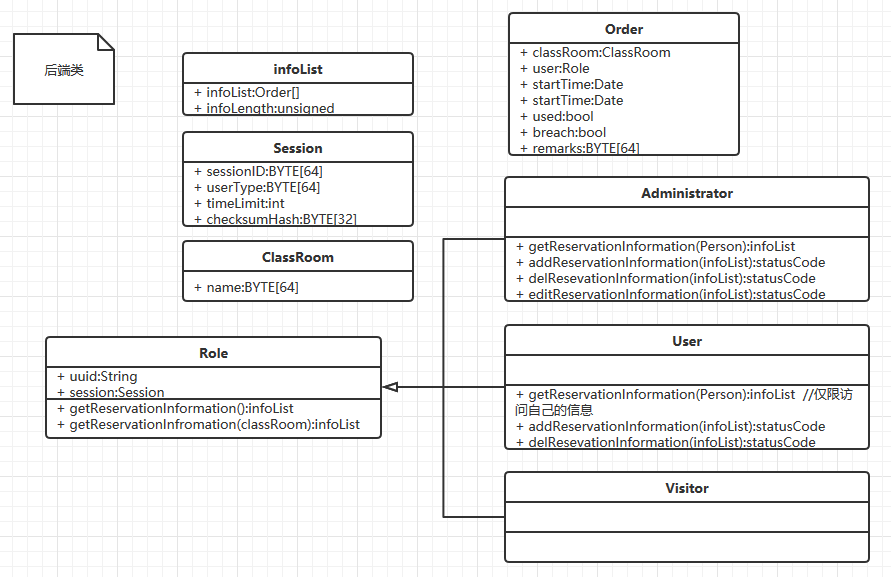 后端类
infoList
+ infoList:Order[]
+ infoLength:unsigned
Session
+ sessionID:BYTE[64]
+ userType:BYTE[64]
+ timeLimit:int
+ checksumHash:BYTE[32]
ClassRoom
+ name:BYTE[64]
Role
+ uuid:String
+ session:Session
+ getReservationInformation():infoList
+ getReservationInfromation(classRoom):infoList
Order
+ classRoom:ClassRoom
+ user:Role
+ startTime:Date
+ startTime:Date
+ used:bool
+ breach:bool
+ remarks:BYTE[64]
Administrator
+ getReservationInformation(Person):infoList
+ addReservationInformation(infoList):statusCode
+ delResevationInformation(infoList):statusCode
+ editReservationInformation(infoList):statusCode
User
+ getReservationInformation(Person):infoList //仅限访
问自己的信息
+ addReservationInformation(infoList):statusCode
+ delResevationInformation(infoList):statusCode
Visitor